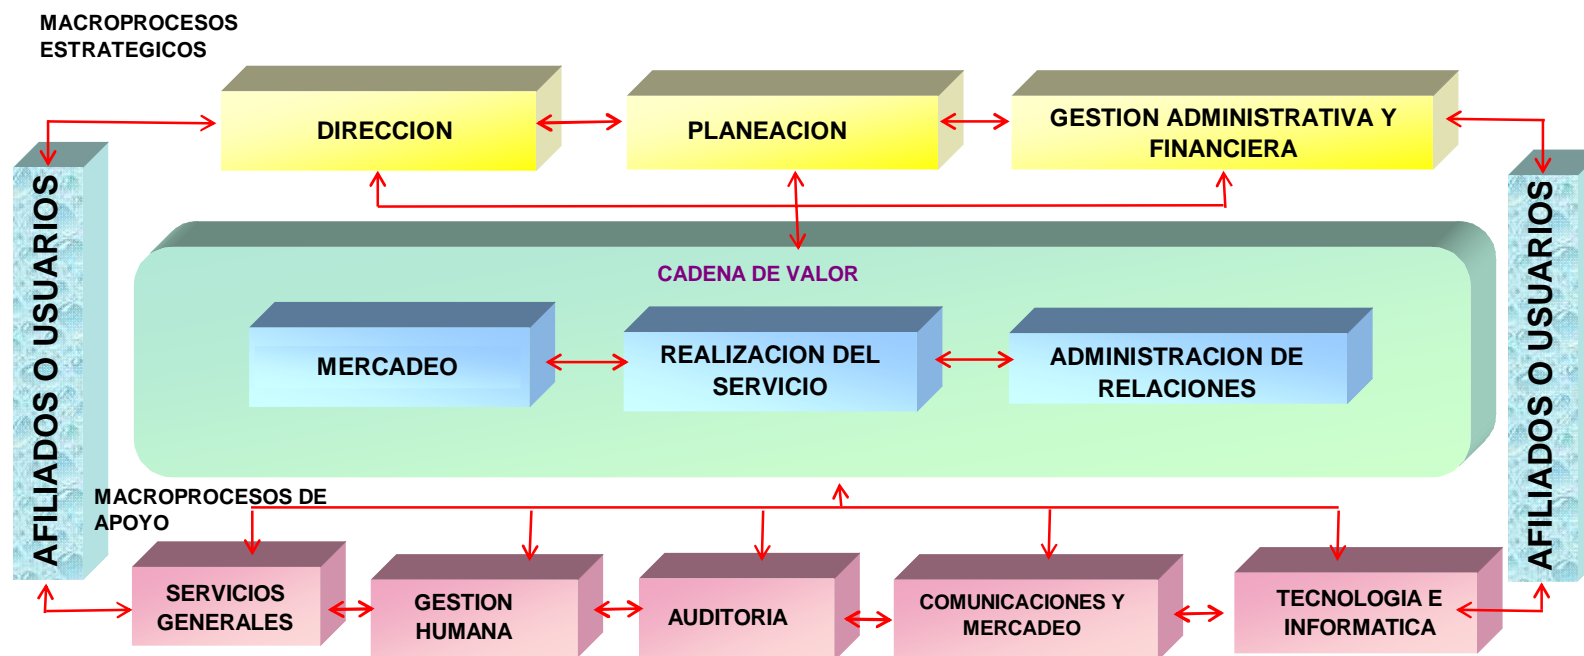 MACROPROCESOS
ESTRATEGICOS
DIRECCION
PLANEACION
GESTION ADMINISTRATIVA Y
FINANCIERA
AFILIADOS O USUARIOS
AFILIADOS O USUARIOS
CADENA DE VALOR
MERCADEO
REALIZACION DEL
SERVICIO
ADMINISTRACION DE
RELACIONES
MACROPROCESOS DE
APOYO
SERVICIOS
GENERALES
GESTION
HUMANA
AUDITORIA
COMUNICACIONES Y
MERCADEO
TECNOLOGIA E
INFORMATICA